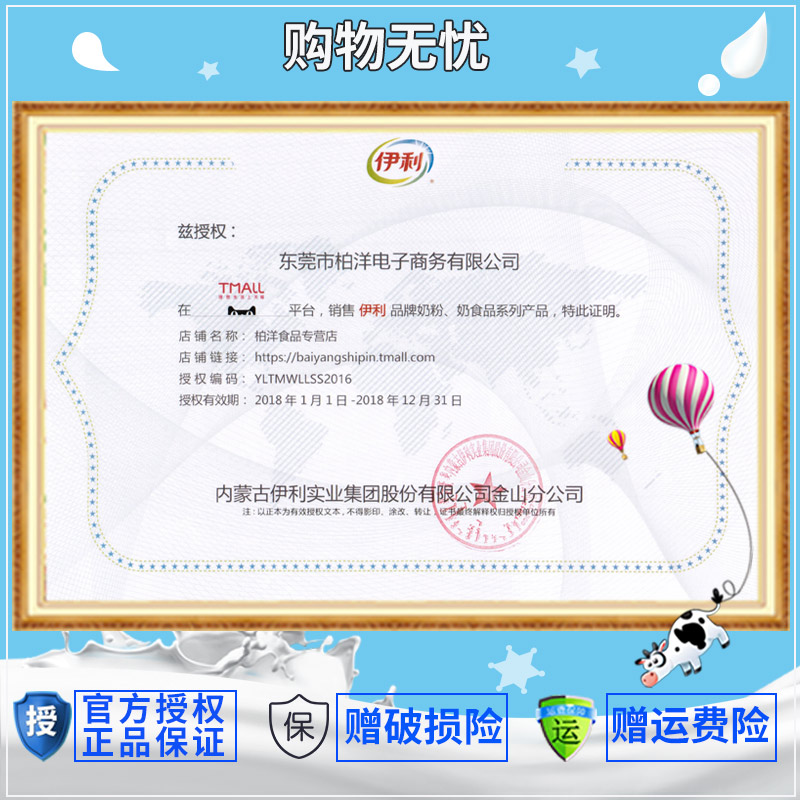 购物无忧
伊利
兹授权：
东莞市柏洋电子商务有限公司
TMALL
在 平台，销售 伊利 品牌奶粉、奶食品系列产品，特此证明。
店铺名称： 柏洋食品专营店
店铺链接： https://baiyangshipin.tmall.com
授权编码： YLTMWLLSS2016
授权有效期： 2018 年 1 月 1 日 -2018 年 12 月 31 日
内蒙古伊利实业集团股份有限公司金山分公司
注：以正本为有效授权文本，不得影印、涂改、转让，证书最终解释权归授权单位所有
授 官方授权
正品保证
保 赠破损险
运 赠运费险